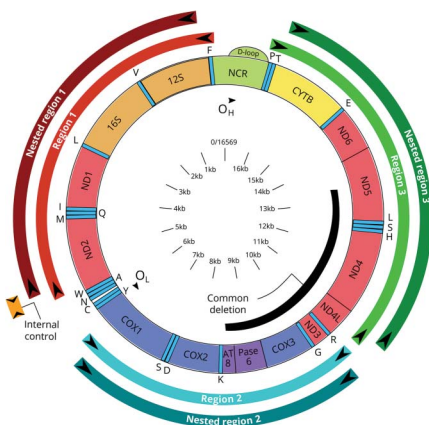 D-loop
F
NCR
P
T
CYTB
E
ND6
ND5
L
S
H
ND4
ND4L
R
ND3
G
COX3
Pase
6
AT
8
K
COX2
D
S
COX1
C
N
W
Y
A
OL
ND2
M
I
Q
ND1
L
16S
V
12S
OH
0/16569
16kb
15kb
14kb
13kb
12kb
11kb
10kb
9kb
8kb
7kb
6kb
5kb
4kb
3kb
2kb
1kb
Common
deletion
Internal
control
Nested region 1
Region 1
Region 2
Nested region 2
Region 3
Nested region 3